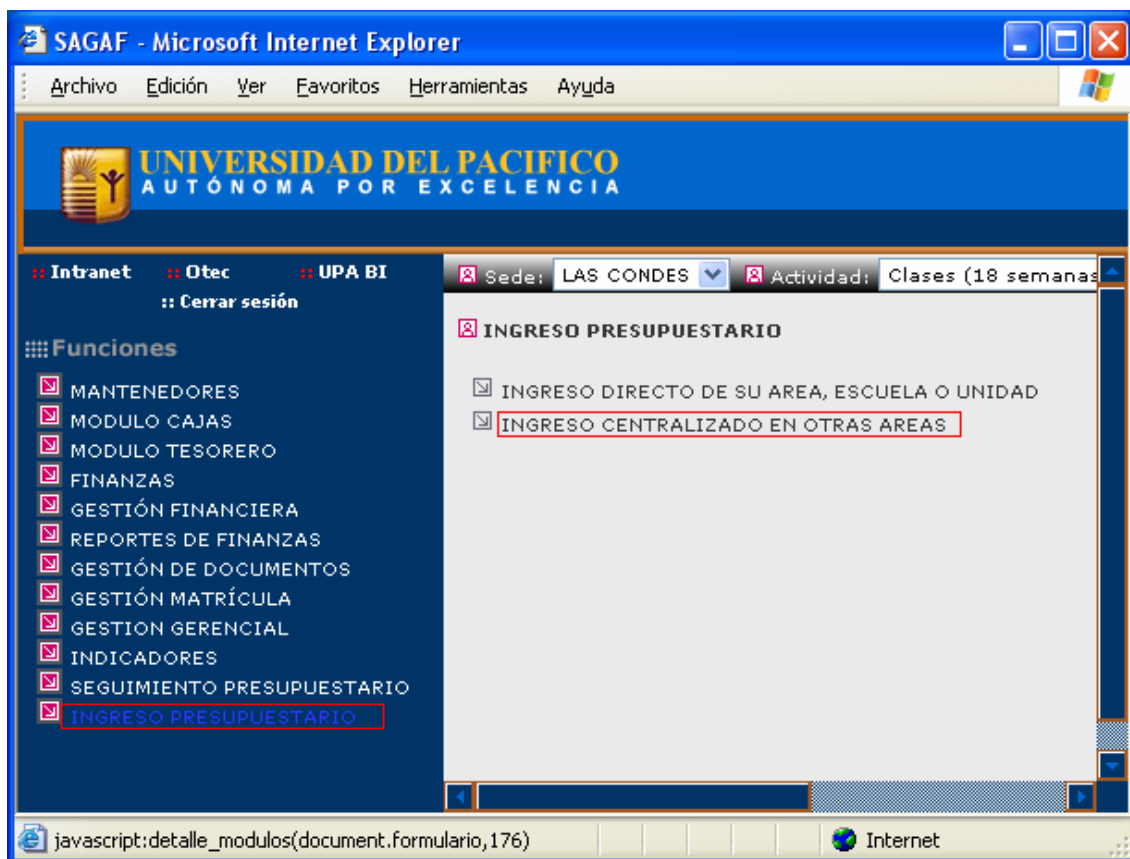 SAGAF - Microsoft Internet Explorer
Archivo Edición Ver Favoritos Herramientas Ayuda
UNIVERSIDAD DEL PACIFICO
AUTÓNOMA POR EXCELENCIA
:: Intranet :: Otec :: UPA BI
:: Cerrar sesión
Funciones
MANTENEDORES
MODULO CAJAS
MODULO TESORERO
FINANZAS
GESTIÓN FINANCIERA
REPORTES DE FINANZAS
GESTIÓN DE DOCUMENTOS
GESTIÓN MATRÍCULA
GESTION GERENCIAL
INDICADORES
SEGUIMIENTO PRESUPUESTARIO
INGRESO PRESUPUESTARIO
Sede: LAS CONDES Actividad: Clases (18 semanas
INGRESO PRESUPUESTARIO
INGRESO DIRECTO DE SU AREA, ESCUELA O UNIDAD
INGRESO CENTRALIZADO EN OTRAS AREAS
javascript:detalle_modulos(document.formulario,176) Internet